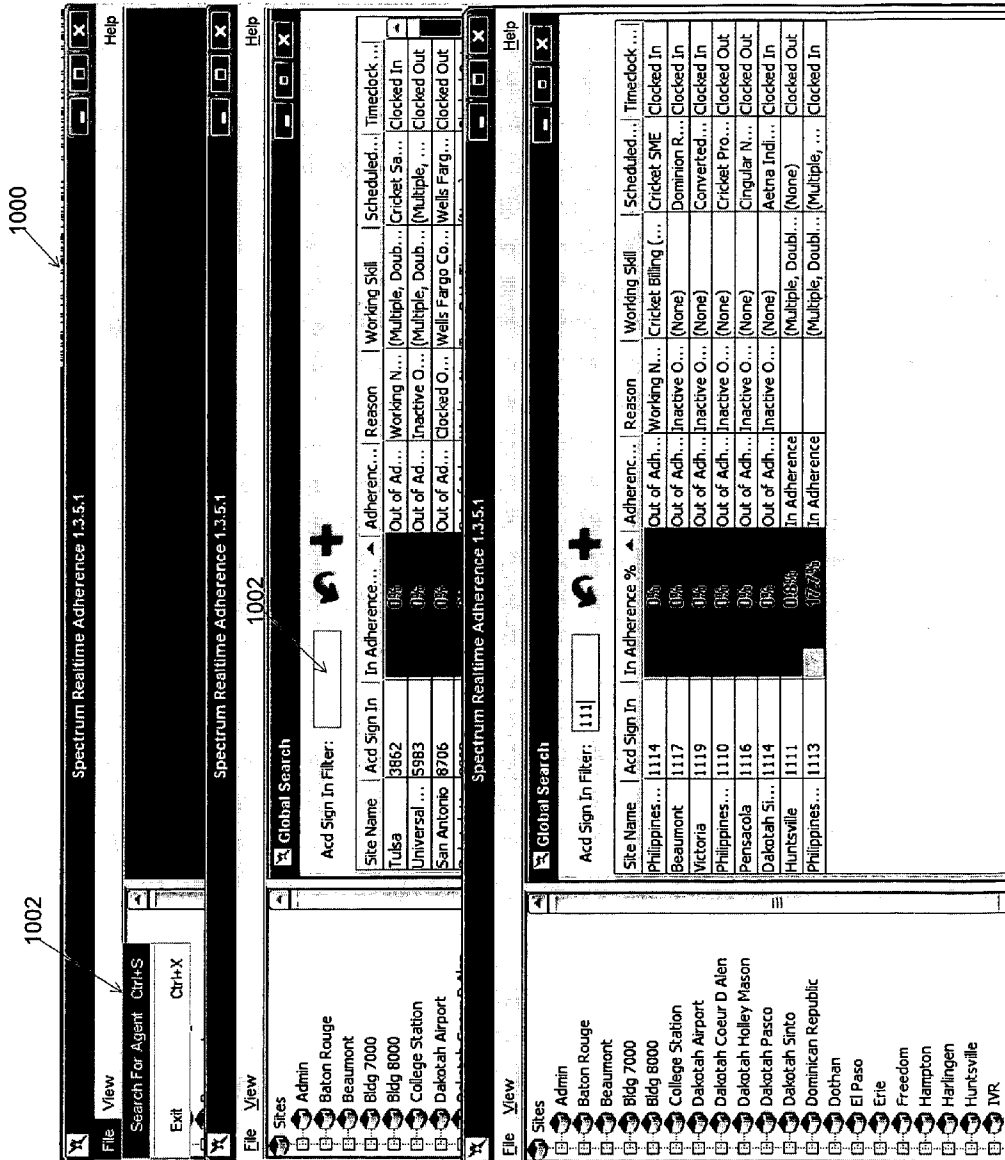 1000
1002
Spectrum Realtime Adherence 1.3.5.1
File View Help
Search For Agent Ctrl+S
Exit Ctrl+X
Spectrum Realtime Adherence 1.3.5.1
File View Help
1002
Sites
Admin
Baton Rouge
Beaumont
Bldg 7000
Bldg 8000
College Station
Dakotah Airport
Global Search
Acd Sign In Filter:
Site Name Acd Sign In In Adherence... Adherenc... Reason Working Skill Scheduled... Timeclock ...
Tulsa 3862 0% Out of Ad... Working N... (Multiple, Doub... Cricket Sa... Clocked In
Universal ... 5983 0% Out of Ad... Inactive O... (Multiple, Doub... (Multiple, ... Clocked Out
San Antonio 8706 0% Out of Ad... Clocked O... Wells Fargo Co... Wells Farg... Clocked Out
Spectrum Realtime Adherence 1.3.5.1
File View Help
Sites
Admin
Baton Rouge
Beaumont
Bldg 7000
Bldg 8000
College Station
Dakotah Airport
Dakotah Coeur D Alen
Dakotah Holley Mason
Dakotah Pasco
Dakotah Sinto
Dominican Republic
Dothan
El Paso
Erie
Freedom
Hampton
Harlingen
Huntsville
IVR
Global Search
Acd Sign In Filter: 111
Site Name Acd Sign In In Adherence % Adherenc... Reason Working Skill Scheduled... Timeclock ...
Philippines... 1114 0% Out of Adh... Working N... Cricket Billing (... Cricket SME Clocked In
Beaumont 1117 0% Out of Adh... Inactive O... (None) Dominion R... Clocked In
Victoria 1119 0% Out of Adh... Inactive O... (None) Converted... Clocked In
Philippines... 1110 0% Out of Adh... Inactive O... (None) Cricket Pro... Clocked Out
Pensacola 1116 0% Out of Adh... Inactive O... (None) Cingular N... Clocked Out
Dakotah Si... 1114 0% Out of Adh... Inactive O... (None) Aetna Indi... Clocked In
Huntsville 1111 0.8% In Adherence (Multiple, Doubl... (None) Clocked Out
Philippines... 1113 17.7% In Adherence (Multiple, Doubl... (Multiple, ... Clocked In